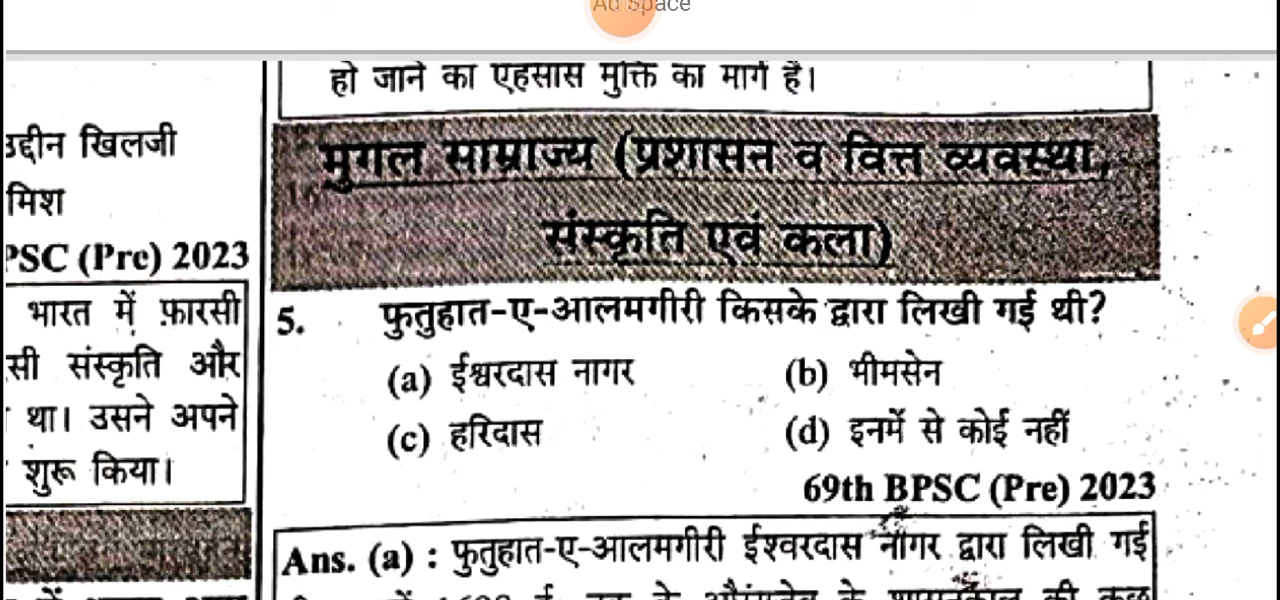 Ad Space
हो जाने का एहसास मुक्ति का मार्ग है।
उद्दीन खिलजी
मिश
PSC (Pre) 2023
भारत में फ़ारसी
सी संस्कृति और
था। उसने अपने
शुरू किया।
मुगल साम्राज्य (प्रशासन व वित्त व्यवस्था,
संस्कृति एवं कला)
5. फुतुहात-ए-आलमगीरी किसके द्वारा लिखी गई थी?
(a) ईश्वरदास नागर (b) भीमसेन
(c) हरिदास (d) इनमें से कोई नहीं
69th BPSC (Pre) 2023
Ans. (a) : फुतुहात-ए-आलमगीरी ईश्वरदास नागर द्वारा लिखी गई